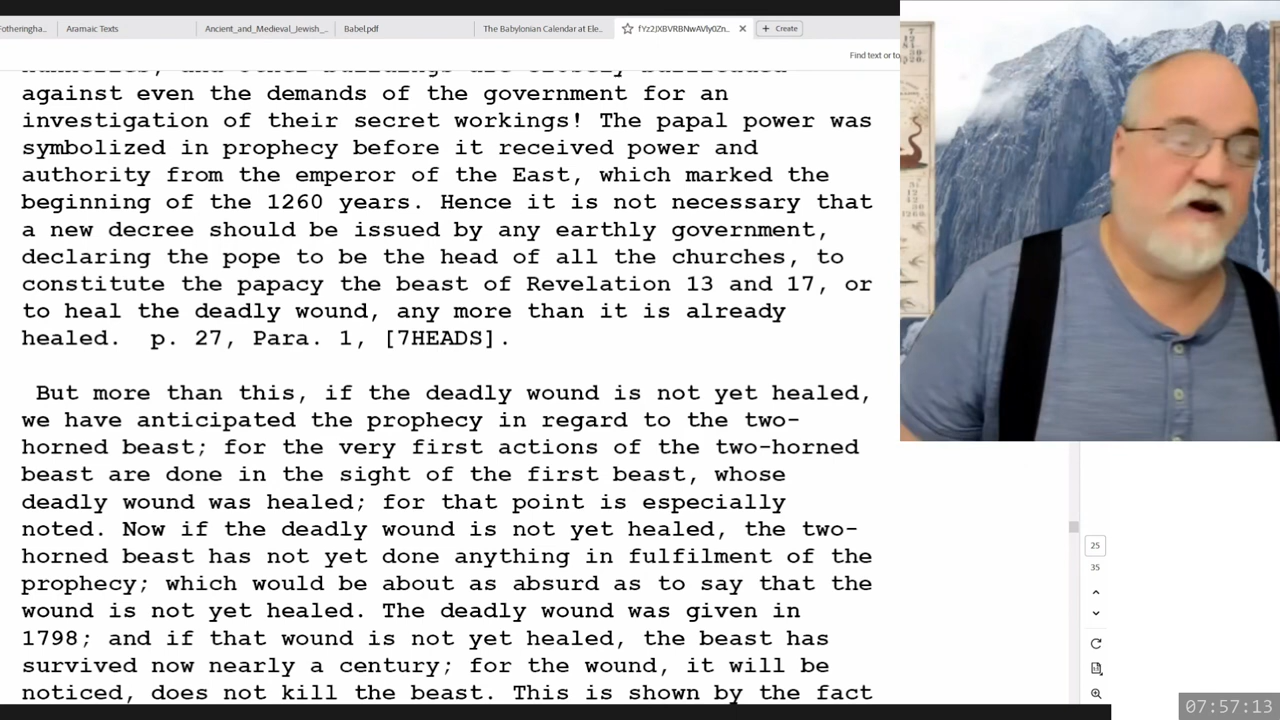 Fotheringha...
Aramaic Texts
Ancient_and_Medieval_Jewish_...
Babel.pdf
The Babylonian Calendar at Ele...
Create
Find text or to
against even the demands of the government for an
investigation of their secret workings! The papal power was
symbolized in prophecy before it received power and
authority from the emperor of the East, which marked the
beginning of the 1260 years. Hence it is not necessary that
a new decree should be issued by any earthly government,
declaring the pope to be the head of all the churches, to
constitute the papacy the beast of Revelation 13 and 17, or
to heal the deadly wound, any more than it is already
healed. p. 27, Para. 1, [7HEADS].
But more than this, if the deadly wound is not yet healed,
we have anticipated the prophecy in regard to the two-
horned beast; for the very first actions of the two-horned
beast are done in the sight of the first beast, whose
deadly wound was healed; for that point is especially
noted. Now if the deadly wound is not yet healed, the two-
horned beast has not yet done anything in fulfilment of the
prophecy; which would be about as absurd as to say that the
wound is not yet healed. The deadly wound was given in
1798; and if that wound is not yet healed, the beast has
survived now nearly a century; for the wound, it will be
noticed, does not kill the beast. This is shown by the fact
25
35
07:57:13